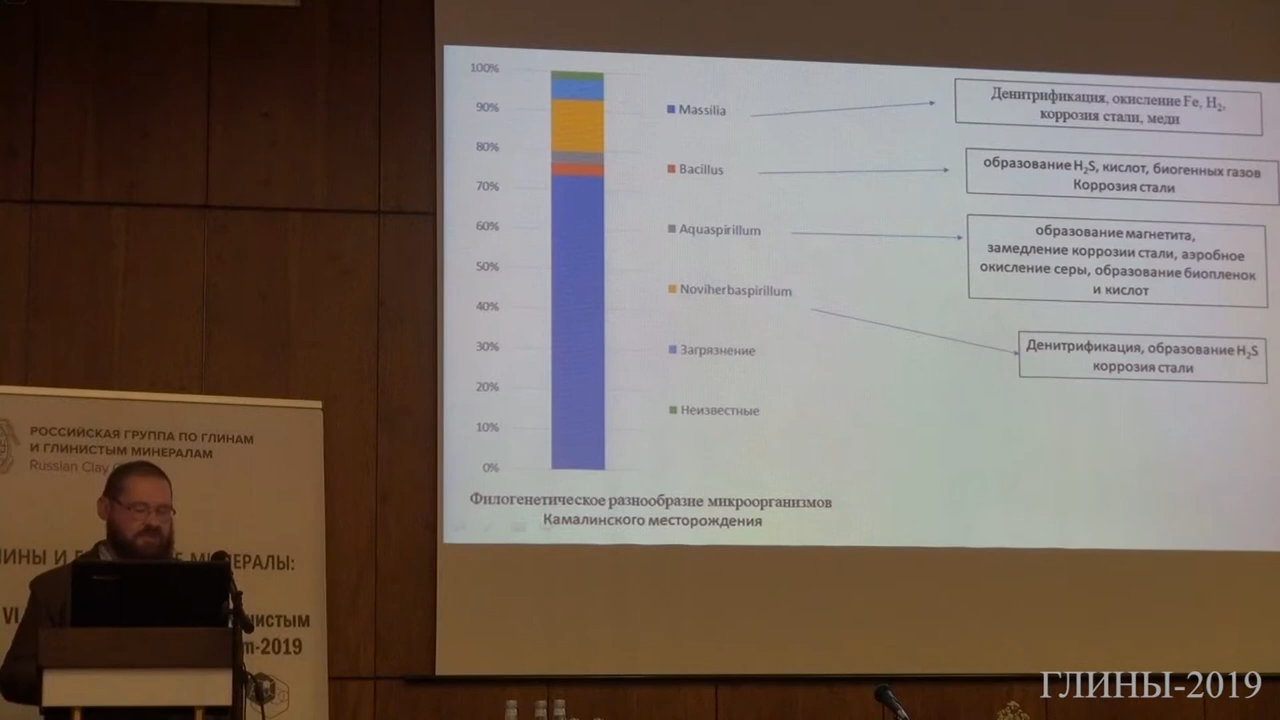 100%
90%
80%
70%
60%
50%
40%
30%
20%
10%
0%
Massilia
Bacillus
Aquaspirillum
Noviherbaspirillum
Загрязнение
Неизвестные
Денитрификация, окисление Fe, H2,
коррозия стали, меди
образование H2S, кислот, биогенных газов
Коррозия стали
образование магнетита,
замедление коррозии стали, аэробное
окисление серы, образование биопленок
и кислот
Денитрификация, образование H2S
коррозия стали
Филогенетическое разнообразие микроорганизмов
Камалинского месторождения
РОССИЙСКАЯ ГРУППА ПО ГЛИНАМ
И ГЛИНИСТЫМ МИНЕРАЛАМ
Russian Clay
ЛИНЫ И Г Е МИНЕРАЛЫ:
VI нистым
m-2019
ГЛИНЫ-2019